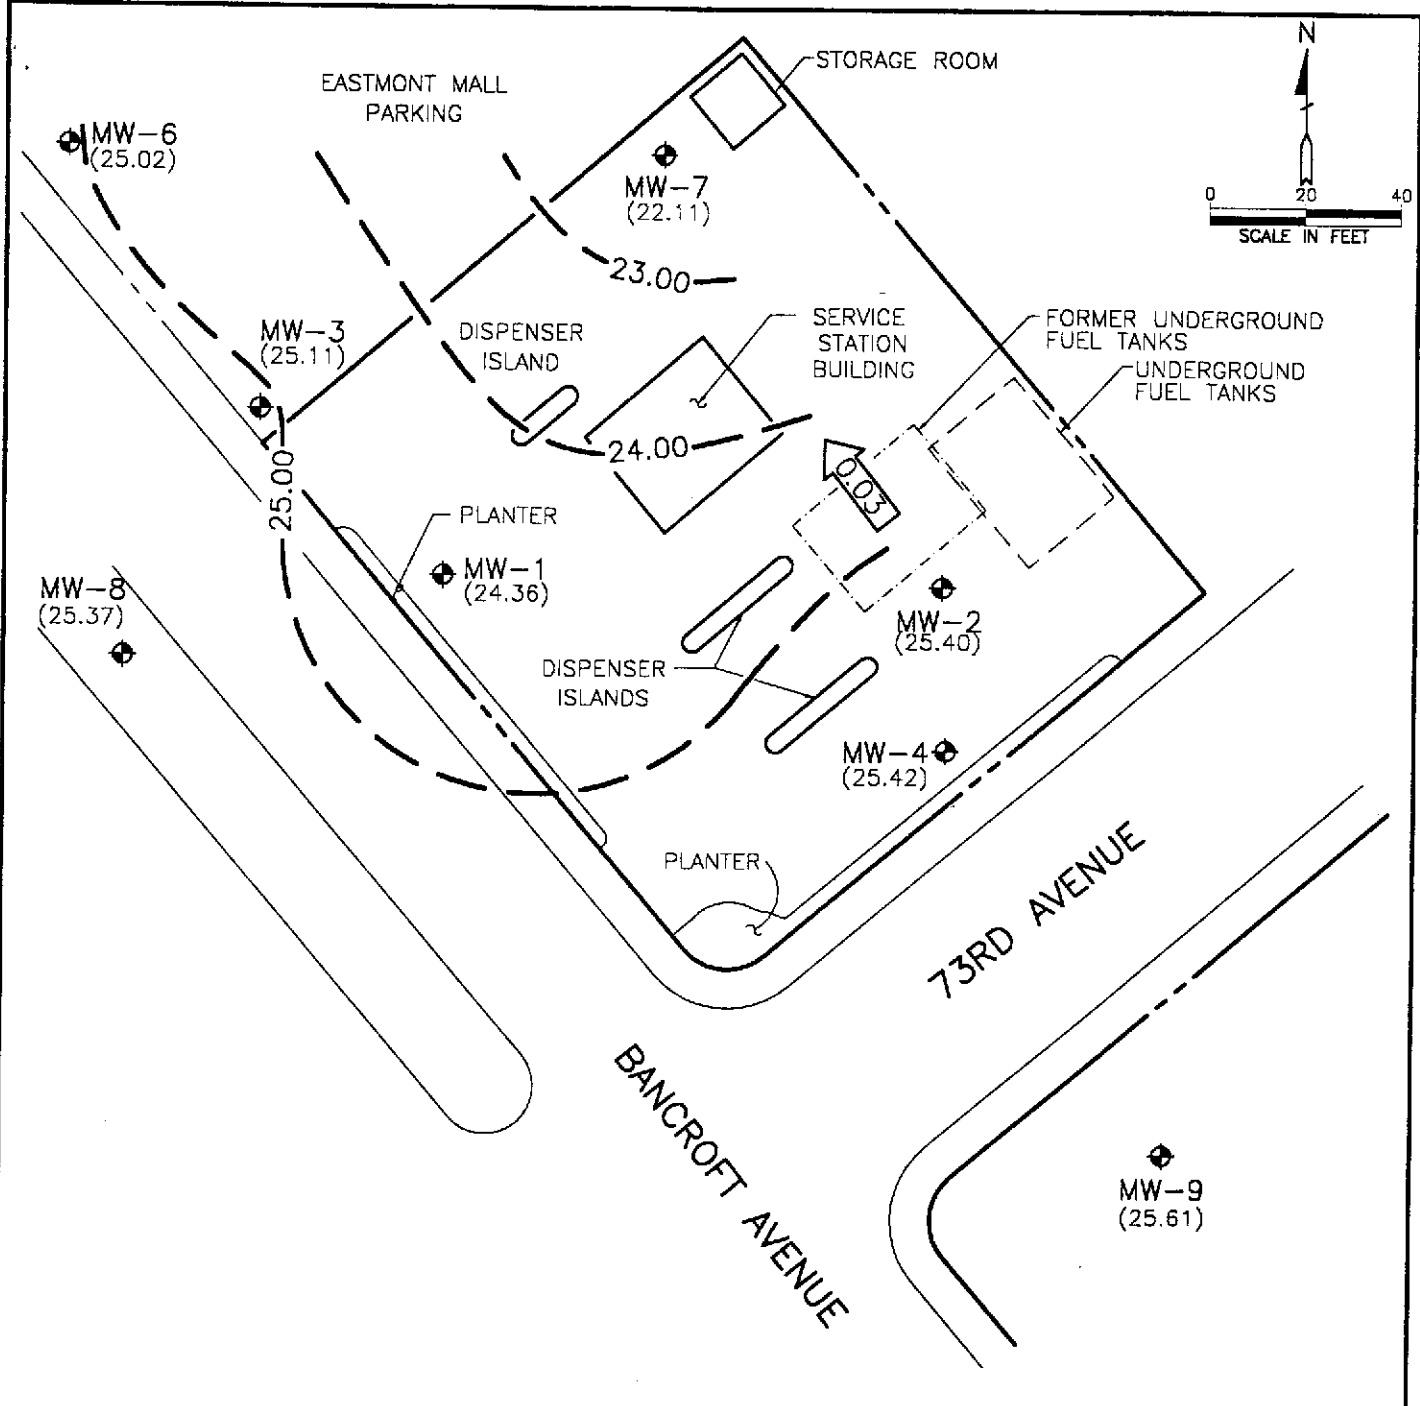 N
STORAGE ROOM
EASTMONT MALL
PARKING
MW-6
(25.02)
MW-7
(22.11)
0 20 40
SCALE IN FEET
23.00
MW-3
(25.11)
DISPENSER
ISLAND
SERVICE
STATION
BUILDING
FORMER UNDERGROUND
FUEL TANKS
UNDERGROUND
FUEL TANKS
24.00
0.03
25.00
PLANTER
MW-1
(24.36)
MW-8
(25.37)
MW-2
(25.40)
DISPENSER
ISLANDS
MW-4
(25.42)
PLANTER
73RD AVENUE
BANCROFT AVENUE
MW-9
(25.61)